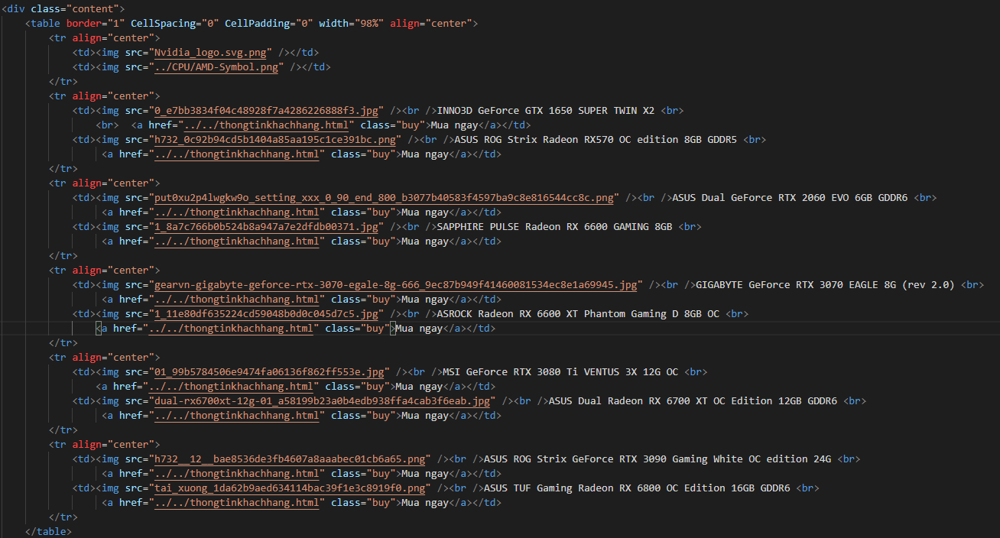 <div class="content">
<table border="1" CellSpacing="0" CellPadding="0" width="98%" align="center">
<tr align="center">
<td><img src="Nvidia_logo.svg.png" /></td>
<td><img src="../CPU/AMD-Symbol.png" /></td>
</tr>
<tr align="center">
<td><img src="0_e7bb3834f04c48928f7a4286226888f3.jpg" /><br />INNO3D GeForce GTX 1650 SUPER TWIN X2 <br>
<br> <a href="../../thongtinkhachhang.html" class="buy">Mua ngay</a></td>
<td><img src="h732_0c92b94cd5b1404a85aa195c1ce391bc.png" /><br />ASUS ROG Strix Radeon RX570 OC edition 8GB GDDR5 <br>
<a href="../../thongtinkhachhang.html" class="buy">Mua ngay</a></td>
</tr>
<tr align="center">
<td><img src="put0xu2p4lwgkw9o_setting_xxx_0_90_end_800_b3077b40583f4597ba9c8e816544cc8c.png" /><br />ASUS Dual GeForce RTX 2060 EVO 6GB GDDR6 <br>
<a href="../../thongtinkhachhang.html" class="buy">Mua ngay</a></td>
<td><img src="1_8a7c766b0b524b8a947a7e2dfdb00371.jpg" /><br />SAPPHIRE PULSE Radeon RX 6600 GAMING 8GB <br>
<a href="../../thongtinkhachhang.html" class="buy">Mua ngay</a></td>
</tr>
<tr align="center">
<td><img src="gearvn-gigabyte-geforce-rtx-3070-egale-8g-666_9ec87b949f41460081534ec8e1a69945.jpg" /><br />GIGABYTE GeForce RTX 3070 EAGLE 8G (rev 2.0) <br>
<a href="../../thongtinkhachhang.html" class="buy">Mua ngay</a></td>
<td><img src="1_11e80df635224cd59048b0d0c045d7c5.jpg" /><br />ASROCK Radeon RX 6600 XT Phantom Gaming D 8GB OC <br>
<a href="../../thongtinkhachhang.html" class="buy">Mua ngay</a></td>
</tr>
<tr align="center">
<td><img src="01_99b5784506e9474fa06136f862ff553e.jpg" /><br />MSI GeForce RTX 3080 Ti VENTUS 3X 12G OC <br>
<a href="../../thongtinkhachhang.html" class="buy">Mua ngay</a></td>
<td><img src="dual-rx6700xt-12g-01_a58199b23a0b4edb938ffa4cab3f6eab.jpg" /><br />ASUS Dual Radeon RX 6700 XT OC Edition 12GB GDDR6 <br>
<a href="../../thongtinkhachhang.html" class="buy">Mua ngay</a></td>
</tr>
<tr align="center">
<td><img src="h732__12__bae8536de3fb4607a8aaabec01cb6a65.png" /><br />ASUS ROG Strix GeForce RTX 3090 Gaming White OC edition 24G <br>
<a href="../../thongtinkhachhang.html" class="buy">Mua ngay</a></td>
<td><img src="tai_xuong_1da62b9aed634114bac39f1e3c8919f0.png" /><br />ASUS TUF Gaming Radeon RX 6800 OC Edition 16GB GDDR6 <br>
<a href="../../thongtinkhachhang.html" class="buy">Mua ngay</a></td>
</tr>
</table>